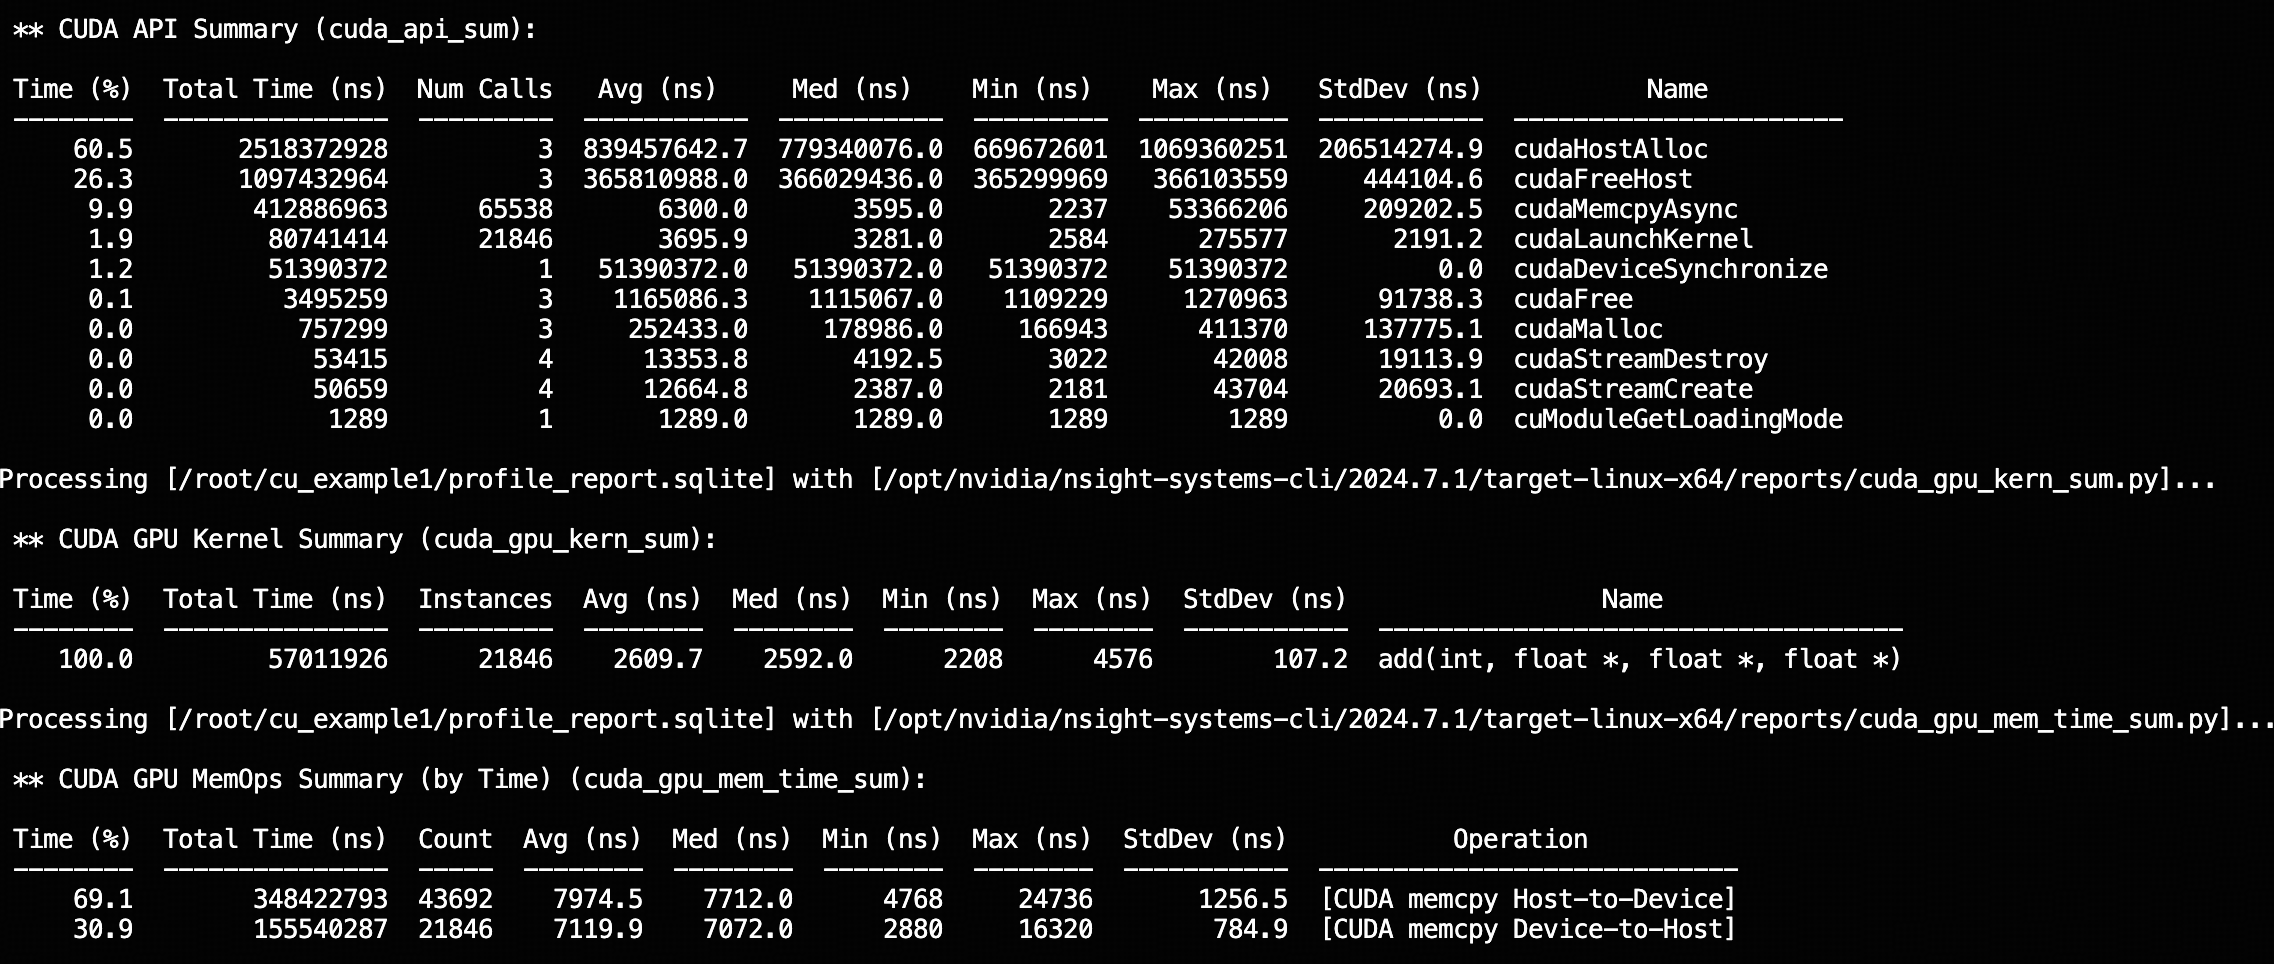 ** CUDA API Summary (cuda_api_sum):
Time (%)  Total Time (ns)  Num Calls   Avg (ns)     Med (ns)    Min (ns)    Max (ns)   StdDev (ns)           Name
--------  ---------------  ---------  -----------  -----------  ---------  ----------  -----------  ----------------------
60.5       2518372928          3  839457642.7  779340076.0  669672601  1069360251  206514274.9  cudaHostAlloc
26.3       1097432964          3  365810988.0  366029436.0  365299969   366103559     444104.6  cudaFreeHost
9.9        412886963      65538       6300.0       3595.0       2237    53366206     209202.5  cudaMemcpyAsync
1.9         80741414      21846       3695.9       3281.0       2584      275577       2191.2  cudaLaunchKernel
1.2         51390372          1   51390372.0   51390372.0   51390372    51390372          0.0  cudaDeviceSynchronize
0.1          3495259          3    1165086.3    1115067.0    1109229     1270963      91738.3  cudaFree
0.0           757299          3     252433.0     178986.0     166943      411370     137775.1  cudaMalloc
0.0            53415          4      13353.8       4192.5       3022       42008      19113.9  cudaStreamDestroy
0.0            50659          4      12664.8       2387.0       2181       43704      20693.1  cudaStreamCreate
0.0             1289          1       1289.0       1289.0       1289        1289          0.0  cuModuleGetLoadingMode
Processing [/root/cu_example1/profile_report.sqlite] with [/opt/nvidia/nsight-systems-cli/2024.7.1/target-linux-x64/reports/cuda_gpu_kern_sum.py]...
** CUDA GPU Kernel Summary (cuda_gpu_kern_sum):
Time (%)  Total Time (ns)  Instances  Avg (ns)  Med (ns)  Min (ns)  Max (ns)  StdDev (ns)                 Name
--------  ---------------  ---------  --------  --------  --------  --------  -----------  -----------------------------------
100.0         57011926      21846    2609.7    2592.0      2208      4576        107.2  add(int, float *, float *, float *)
Processing [/root/cu_example1/profile_report.sqlite] with [/opt/nvidia/nsight-systems-cli/2024.7.1/target-linux-x64/reports/cuda_gpu_mem_time_sum.py]...
** CUDA GPU MemOps Summary (by Time) (cuda_gpu_mem_time_sum):
Time (%)  Total Time (ns)  Count  Avg (ns)  Med (ns)  Min (ns)  Max (ns)  StdDev (ns)           Operation
--------  ---------------  -----  --------  --------  --------  --------  -----------  ----------------------------
69.1        348422793  43692    7974.5    7712.0      4768     24736       1256.5  [CUDA memcpy Host-to-Device]
30.9        155540287  21846    7119.9    7072.0      2880     16320        784.9  [CUDA memcpy Device-to-Host]